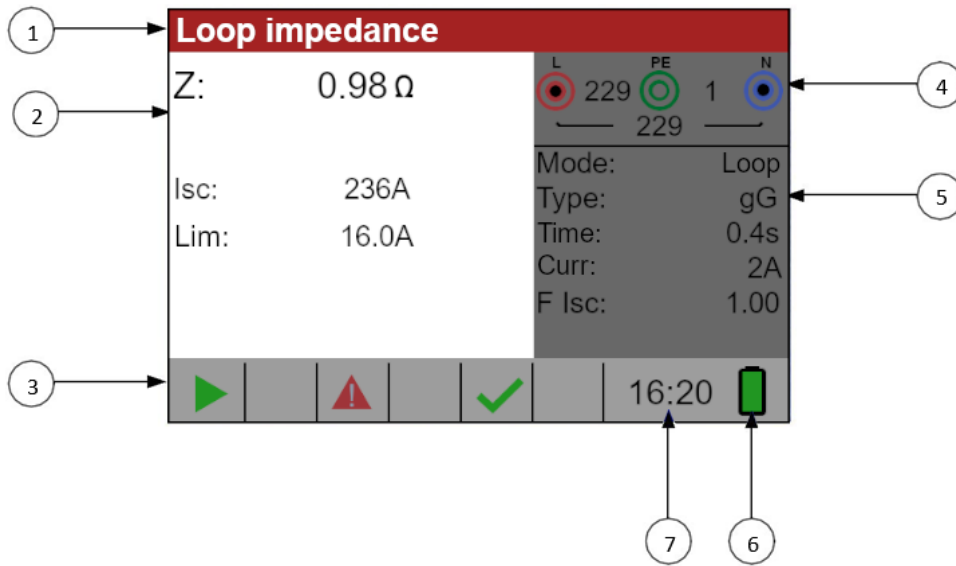 1
Loop impedance
2
Z: 0.98 Ω
Isc: 236A
Lim: 16.0A
4
L PE N
229 1
229
5
Mode: Loop
Type: gG
Time: 0.4s
Curr: 2A
F Isc: 1.00
3
16:20
7
6